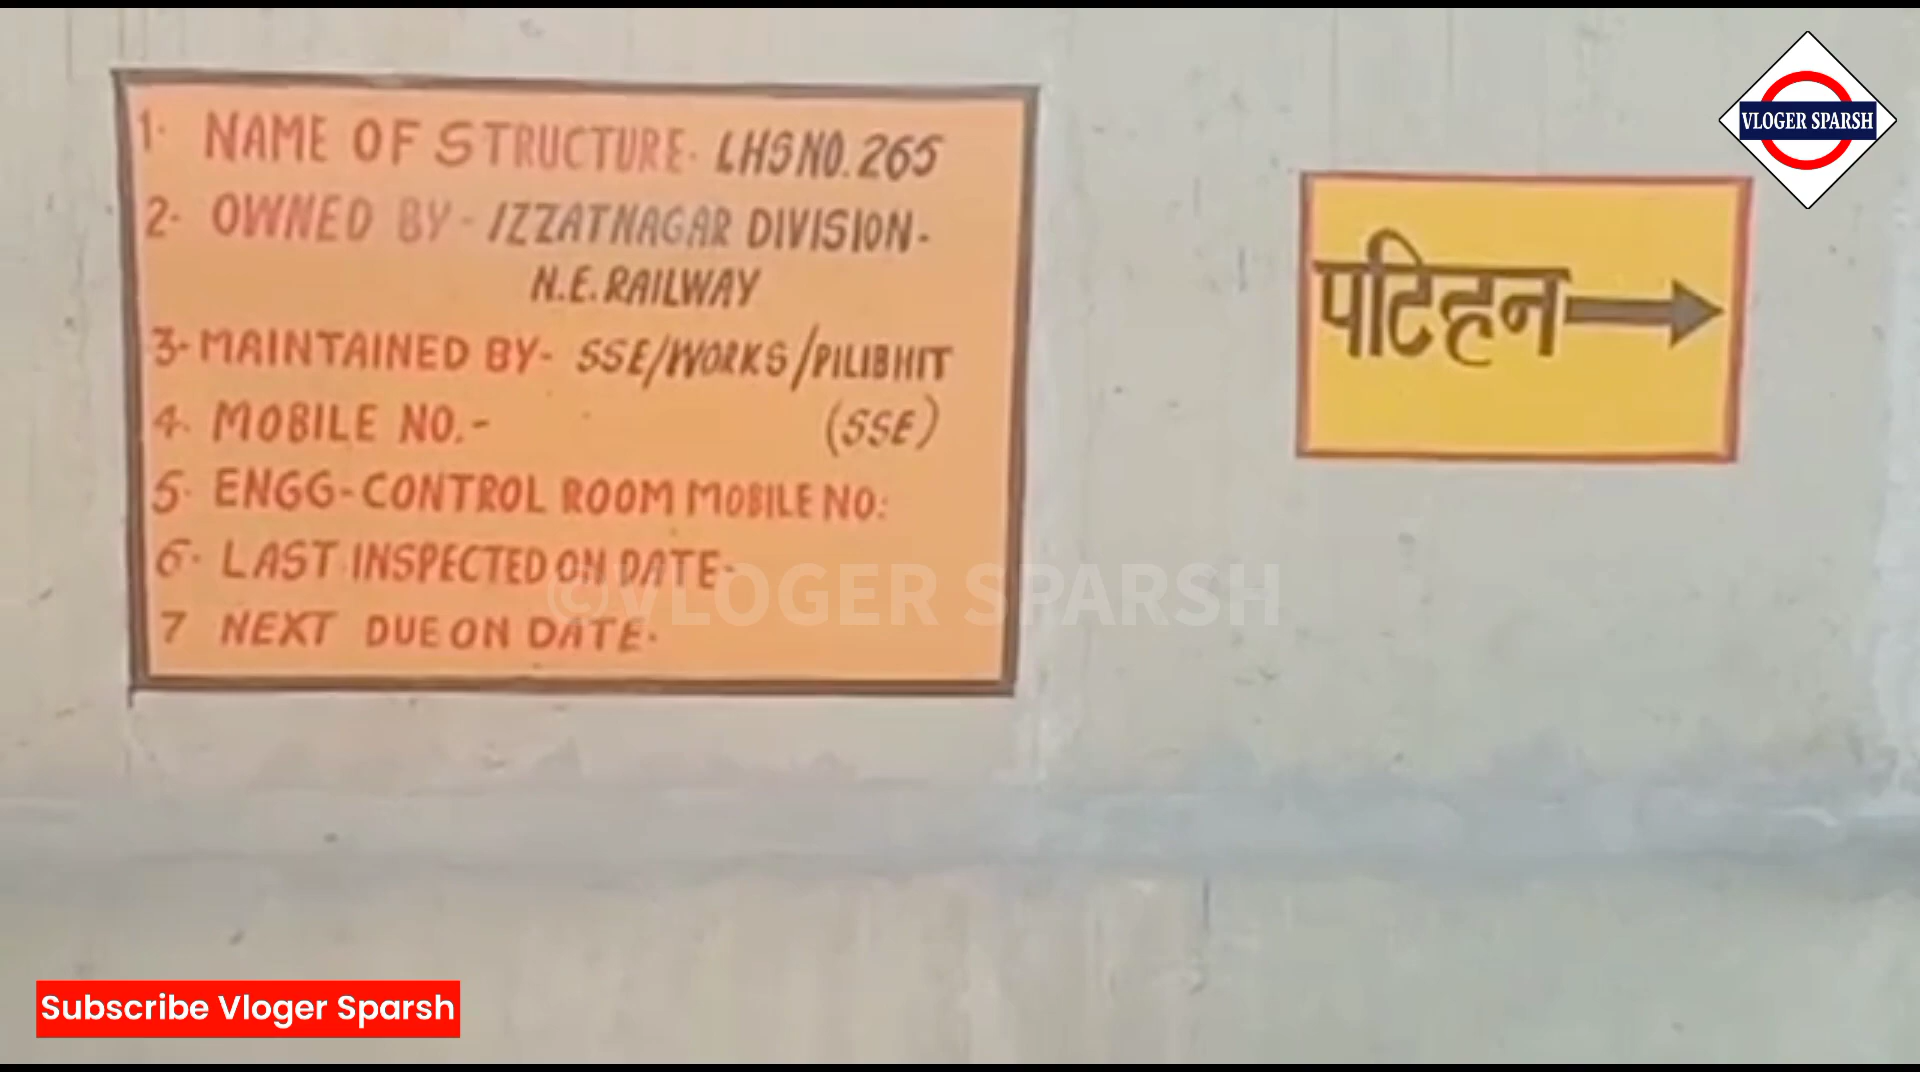 1. NAME OF STRUCTURE. LHS NO. 265
2. OWNED BY - IZZATNAGAR DIVISION -
N.E. RAILWAY
3- MAINTAINED BY- SSE/WORKS/PILIBHIT
4. MOBILE NO.- (SSE)
5. ENGG-CONTROL ROOM MOBILE NO:
6. LAST INSPECTED ON DATE-
7 NEXT DUE ON DATE.
पटिहन
VLOGER SPARSH
©VLOGER SPARSH
Subscribe Vloger Sparsh